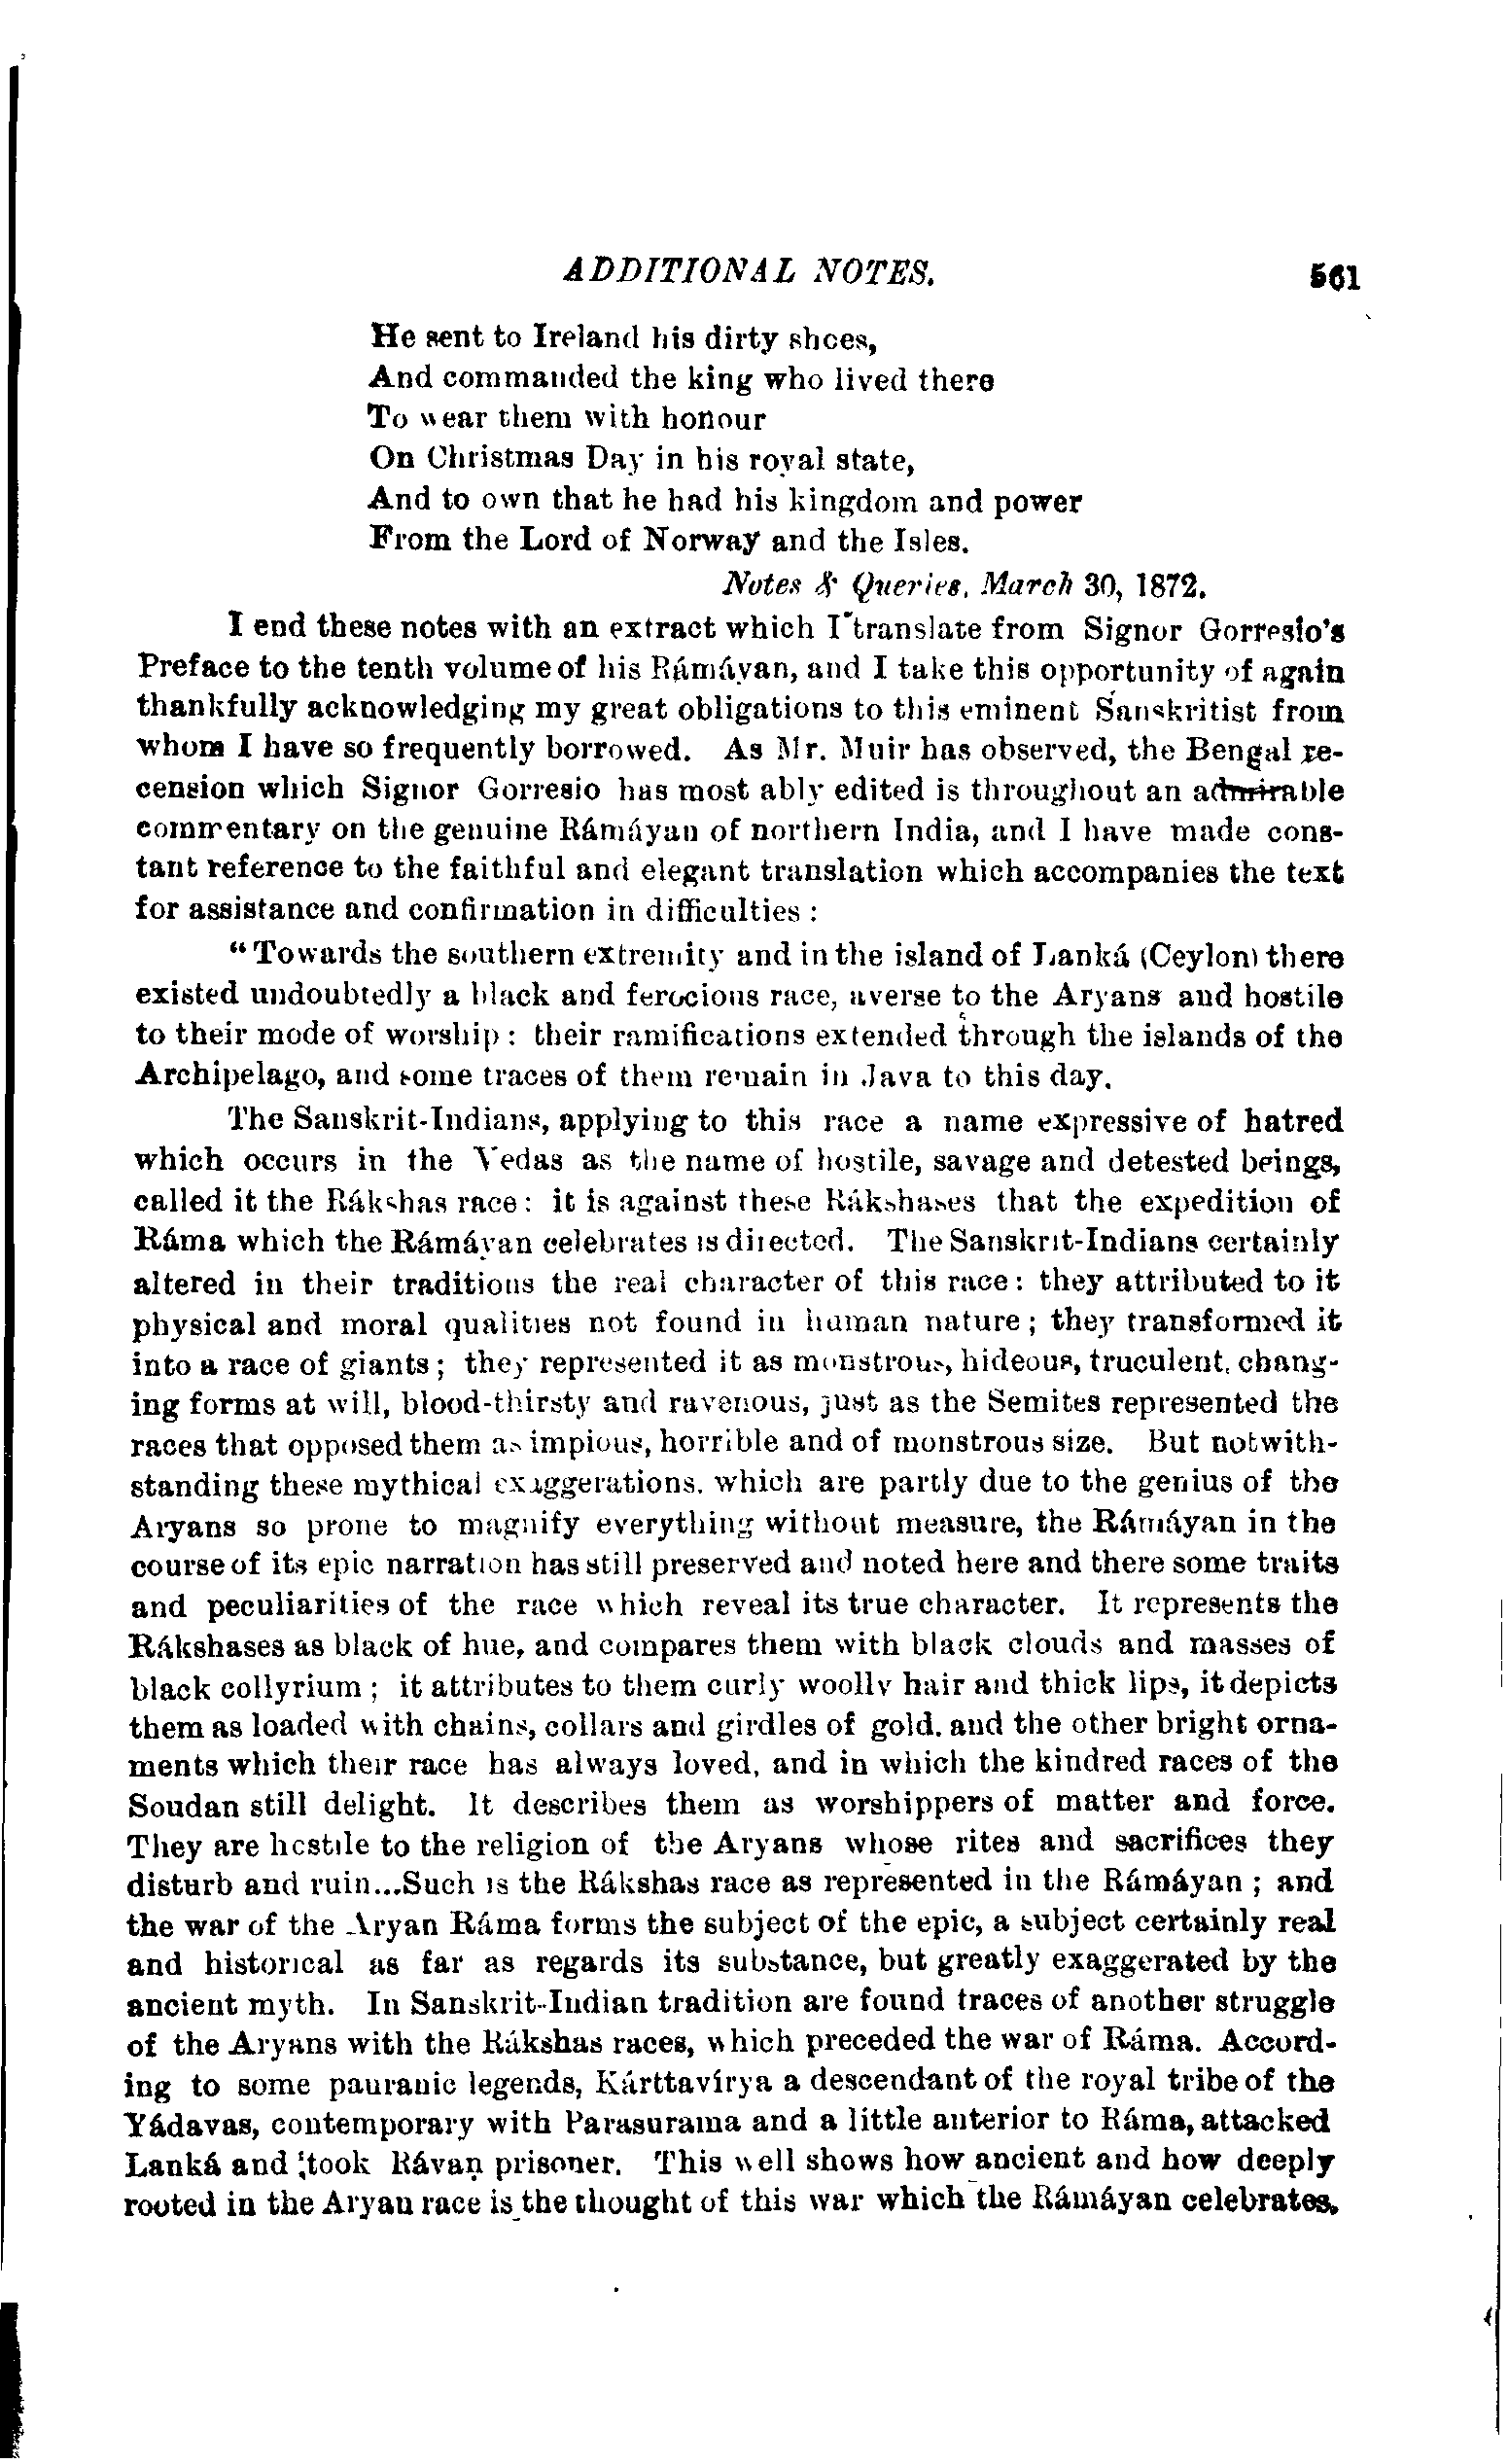 ADDITIONAL NOTES. 561
He sent to Ireland his dirty shoes,
And commanded the king who lived there
To wear them with honour
On Christmas Day in his royal state,
And to own that he had his kingdom and power
From the Lord of Norway and the Isles.
Notes & Queries, March 30, 1872.
I end these notes with an extract which I translate from Signor Gorresio's
Preface to the tenth volume of his Rámáyan, and I take this opportunity of again
thankfully acknowledging my great obligations to this eminent Sanskritist from
whom I have so frequently borrowed. As Mr. Muir has observed, the Bengal re-
cension which Signor Gorresio has most ably edited is throughout an admirable
commentary on the genuine Rámáyan of northern India, and I have made cons-
tant reference to the faithful and elegant translation which accompanies the text
for assistance and confirmation in difficulties :
"Towards the southern extremity and in the island of Lanká (Ceylon) there
existed undoubtedly a black and ferocious race, averse to the Aryans and hostile
to their mode of worship : their ramifications extended through the islands of the
Archipelago, and some traces of them remain in Java to this day.
The Sanskrit-Indians, applying to this race a name expressive of hatred
which occurs in the Vedas as the name of hostile, savage and detested beings,
called it the Rákshas race : it is against these Rákshases that the expedition of
Ráma which the Rámáyan celebrates is directed. The Sanskrit-Indians certainly
altered in their traditions the real character of this race : they attributed to it
physical and moral qualities not found in human nature ; they transformed it
into a race of giants ; they represented it as monstrous, hideous, truculent, chang-
ing forms at will, blood-thirsty and ravenous, just as the Semites represented the
races that opposed them as impious, horrible and of monstrous size. But notwith-
standing these mythical exaggerations, which are partly due to the genius of the
Aryans so prone to magnify everything without measure, the Rámáyan in the
course of its epic narration has still preserved and noted here and there some traits
and peculiarities of the race which reveal its true character. It represents the
Rákshases as black of hue, and compares them with black clouds and masses of
black collyrium ; it attributes to them curly woolly hair and thick lips, it depicts
them as loaded with chains, collars and girdles of gold, and the other bright orna-
ments which their race has always loved, and in which the kindred races of the
Soudan still delight. It describes them as worshippers of matter and force.
They are hostile to the religion of the Aryans whose rites and sacrifices they
disturb and ruin...Such is the Rákshas race as represented in the Rámáyan ; and
the war of the Aryan Ráma forms the subject of the epic, a subject certainly real
and historical as far as regards its substance, but greatly exaggerated by the
ancient myth. In Sanskrit-Indian tradition are found traces of another struggle
of the Aryans with the Rákshas races, which preceded the war of Ráma. Accord-
ing to some pauranic legends, Kárttavírya a descendant of the royal tribe of the
Yádavas, contemporary with Parasurama and a little anterior to Ráma, attacked
Lanká and took Rávaṇ prisoner. This well shows how ancient and how deeply
rooted in the Aryan race is the thought of this war which the Rámáyan celebrates.